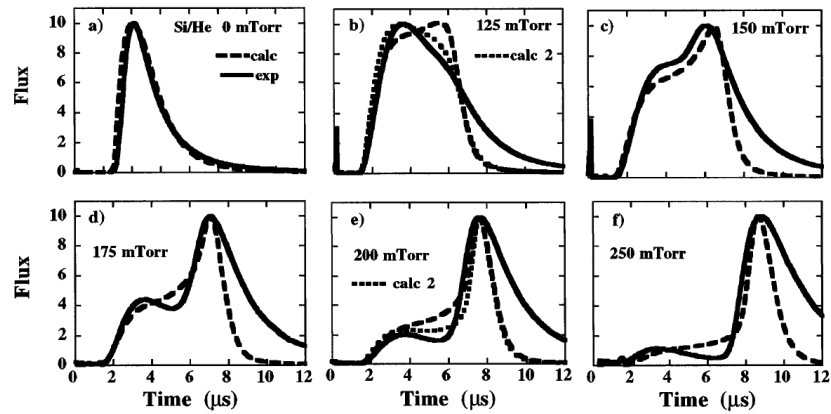 a) Si/He 0 mTorr
calc
exp
b) 125 mTorr
calc 2
c) 150 mTorr
10
8
6
4
2
0
Flux
d)
175 mTorr
e)
200 mTorr
calc 2
f)
250 mTorr
10
8
6
4
2
0
Flux
0 2 4 6 8 10 12
0 2 4 6 8 10 12
0 2 4 6 8 10 12
Time (μs)
Time (μs)
Time (μs)